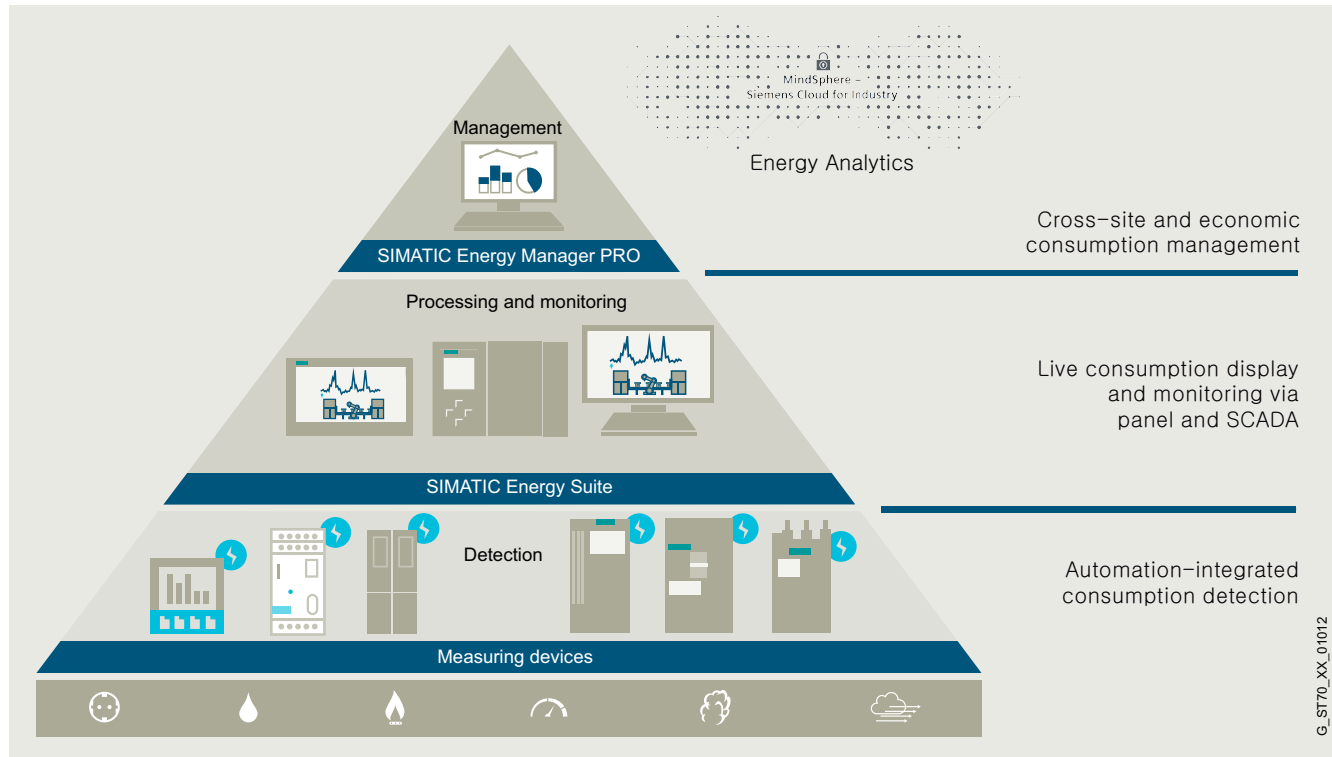 MindSphere –
Siemens Cloud for Industry
Energy Analytics
Management
SIMATIC Energy Manager PRO
Cross-site and economic
consumption management
Processing and monitoring
Live consumption display
and monitoring via
panel and SCADA
SIMATIC Energy Suite
Detection
Automation-integrated
consumption detection
Measuring devices
G_ST70_XX_01012